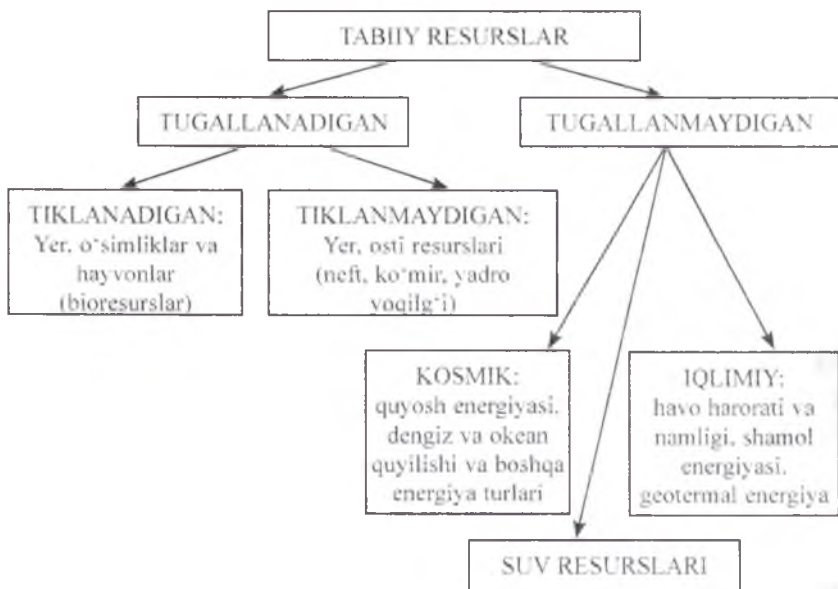 TABIIY RESURSLAR
TUGALLANADIGAN
TUGALLANMAYDIGAN
TIKLANADIGAN:
Yer, o‘simliklar va
hayvonlar
(bioresurslar)
TIKLANMAYDIGAN:
Yer, osti resurslari
(neft, ko‘mir, yadro
yoqilg‘i)
KOSMIK:
quyosh energiyasi,
dengiz va okean
quyilishi va boshqa
energiya turlari
IQLIMIY:
havo harorati va
namligi, shamol
energiyasi,
geotermal energiya
SUV RESURSLARI